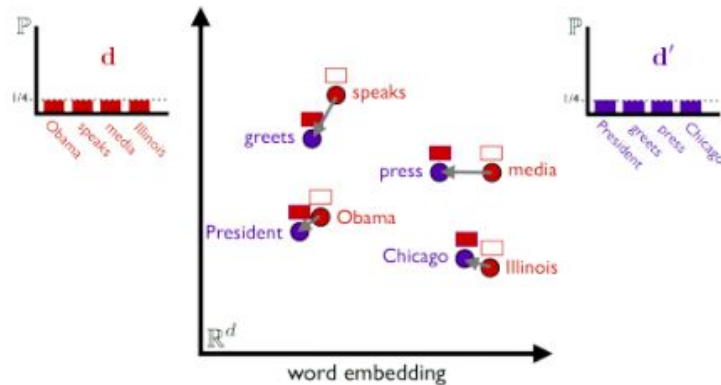 ℙ
d
1/4
Obama
speaks
media
Illinois
speaks
greets
press
media
Obama
President
Chicago
Illinois
ℝᵈ
word embedding
ℙ
d′
1/4
President
greets
press
Chicago